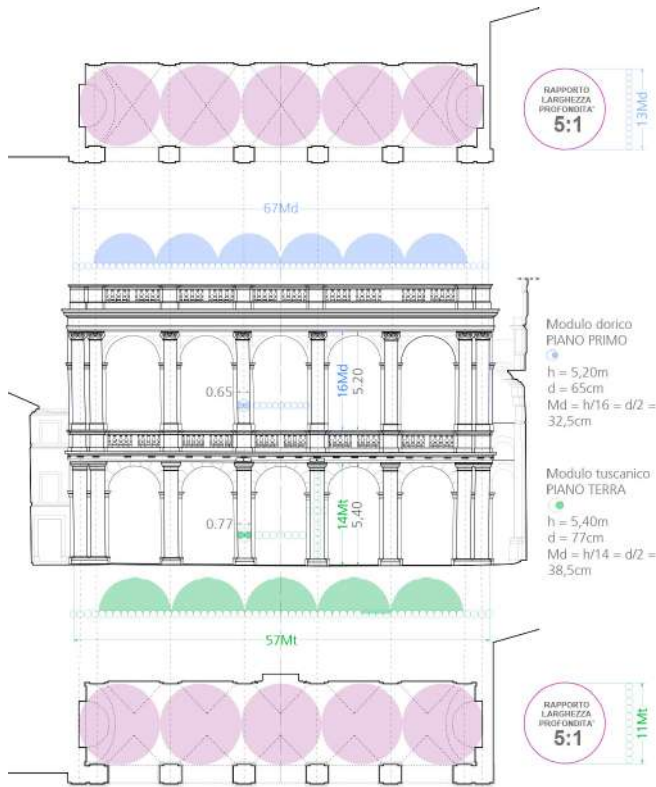 RAPPORTO
LARGHEZZA
PROFONDITA'
5:1
13Md
67Md
Modulo dorico
PIANO PRIMO
h = 5,20m
d = 65cm
Md = h/16 = d/2 =
32,5cm
0.65
16Md
5.20
Modulo tuscanico
PIANO TERRA
h = 5,40m
d = 77cm
Md = h/14 = d/2 =
38,5cm
0.77
14Mt
5,40
57Mt
RAPPORTO
LARGHEZZA
PROFONDITA'
5:1
11Mt